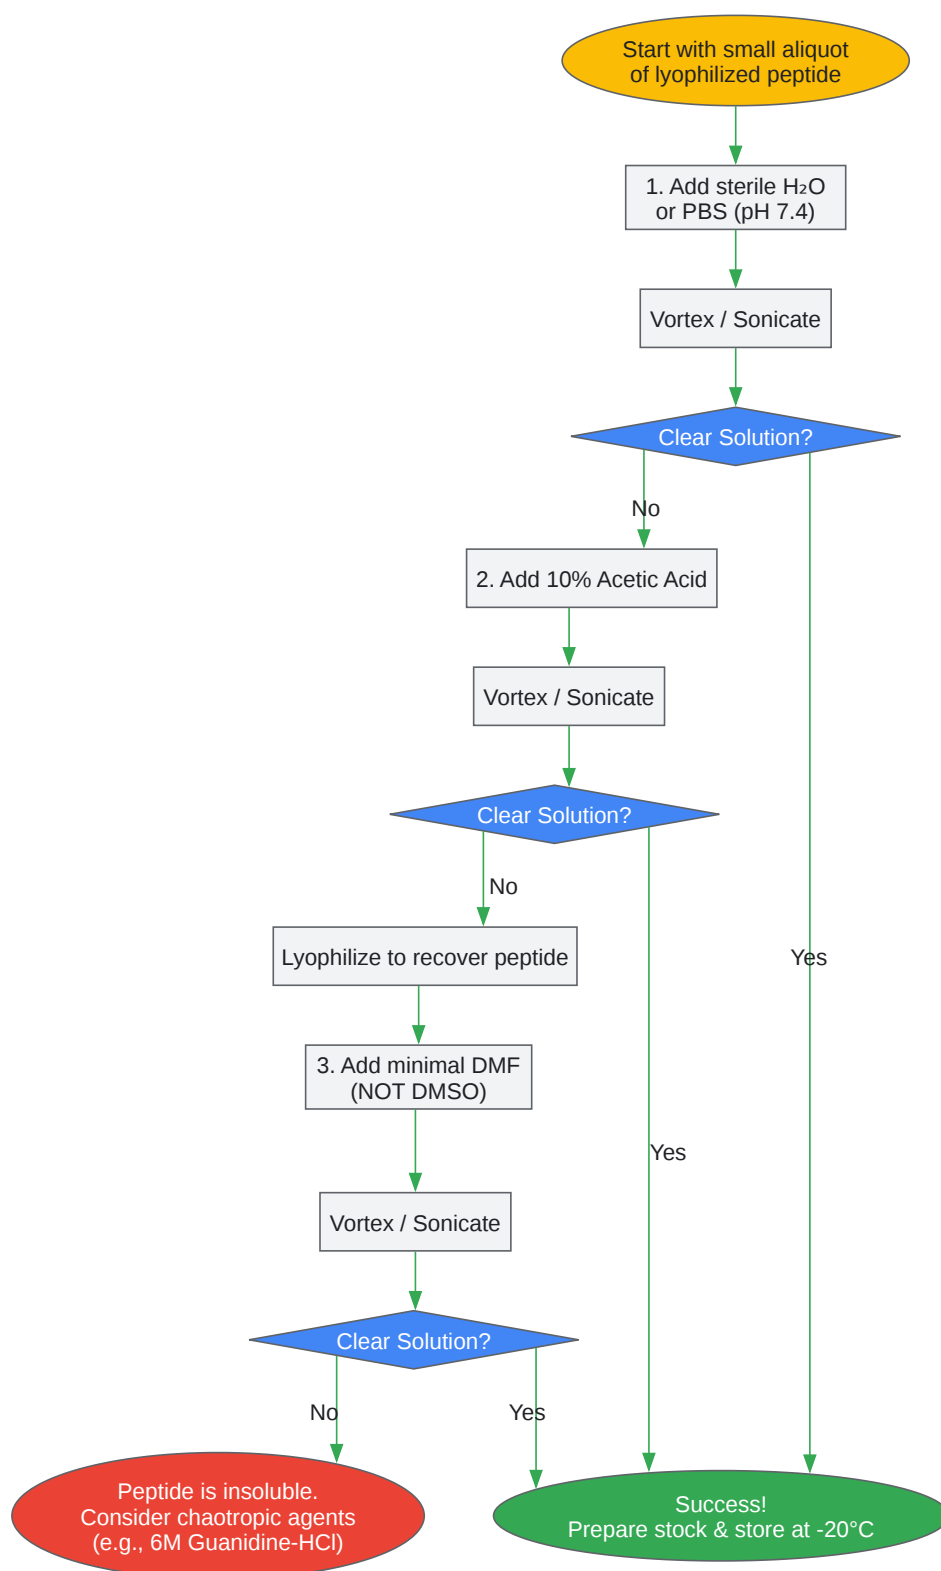 Start with small aliquot
of lyophilized peptide
1. Add sterile H₂O
or PBS (pH 7.4)
Vortex / Sonicate
Clear Solution?
No
2. Add 10% Acetic Acid
Vortex / Sonicate
Clear Solution?
No
Lyophilize to recover peptide
Yes
3. Add minimal DMF
(NOT DMSO)
Yes
Vortex / Sonicate
Clear Solution?
No
Yes
Peptide is insoluble.
Consider chaotropic agents
(e.g., 6M Guanidine-HCl)
Success!
Prepare stock & store at -20°C